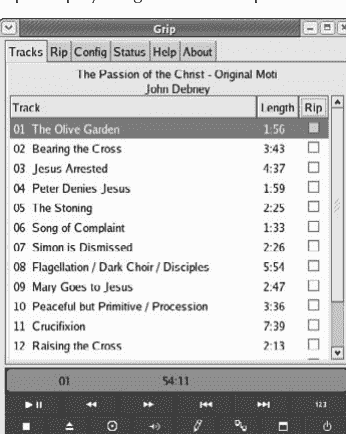 Grip
Tracks Rip Config Status Help About
The Passion of the Christ - Original Moti
John Debney
Track Length Rip
01 The Olive Garden 1:56
02 Bearing the Cross 3:43
03 Jesus Arrested 4:37
04 Peter Denies Jesus 1:59
05 The Stoning 2:25
06 Song of Complaint 1:33
07 Simon is Dismissed 2:26
08 Flagellation / Dark Choir / Disciples 5:54
09 Mary Goes to Jesus 2:47
10 Peaceful but Primitive / Procession 3:36
11 Crucifixion 7:39
12 Raising the Cross 2:13
01 54:11
123